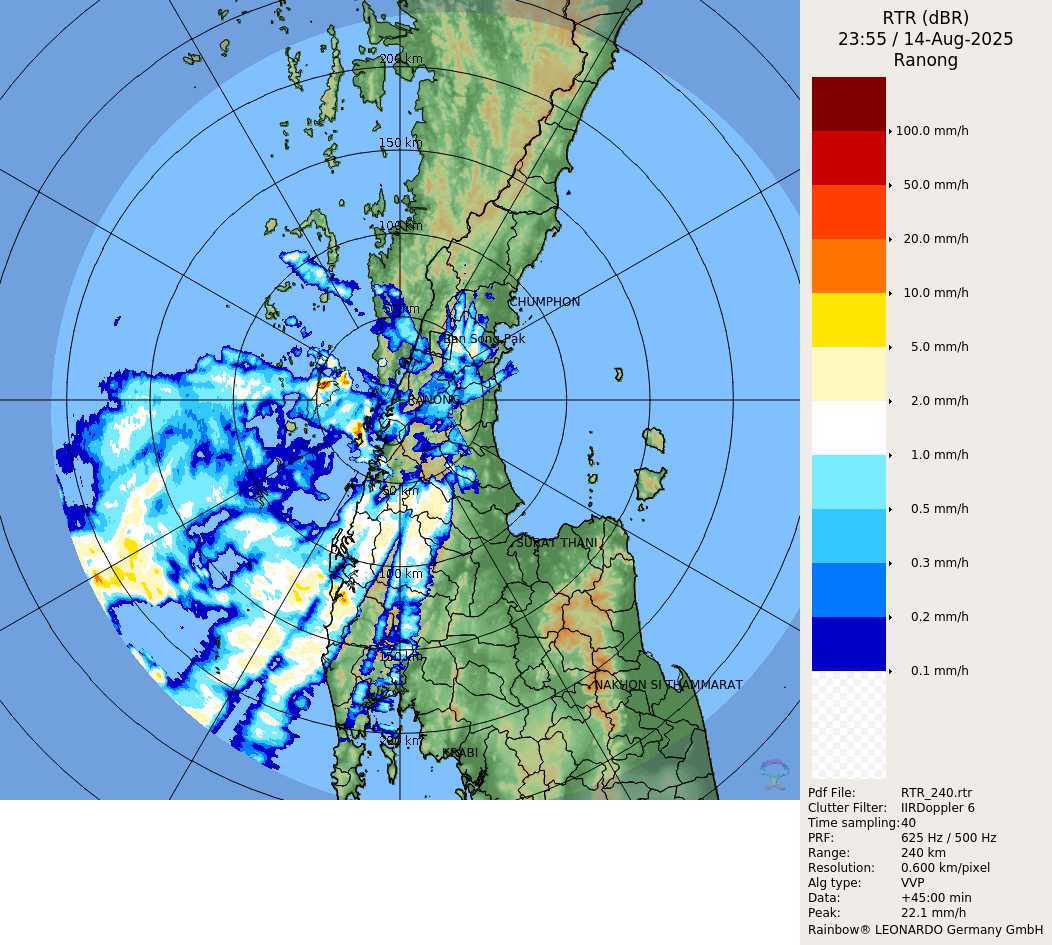 RTR (dBR)
23:55 / 14-Aug-2025
Ranong
200 km
150 km
100 km
50 km
CHUMPHON
Ban Song Pak
RANONG
50 km
SURAT THANI
100 km
150 km
NAKHON SI THAMMARAT
200 km
KRABI
100.0 mm/h
50.0 mm/h
20.0 mm/h
10.0 mm/h
5.0 mm/h
2.0 mm/h
1.0 mm/h
0.5 mm/h
0.3 mm/h
0.2 mm/h
0.1 mm/h
Pdf File: RTR_240.rtr
Clutter Filter: IIRDoppler 6
Time sampling:40
PRF: 625 Hz / 500 Hz
Range: 240 km
Resolution: 0.600 km/pixel
Alg type: VVP
Data: +45:00 min
Peak: 22.1 mm/h
Rainbow® LEONARDO Germany GmbH